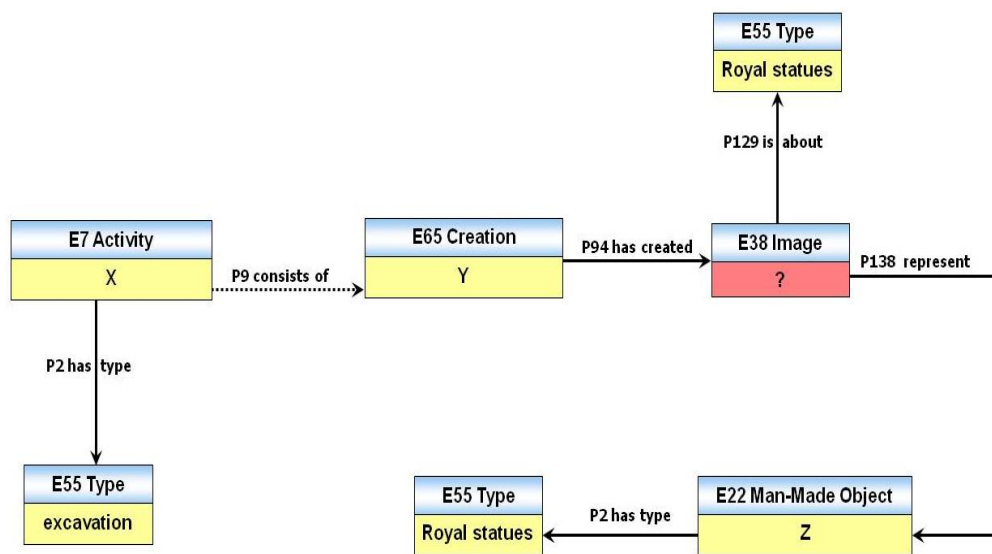 E55 Type
Royal statues
P129 is about
E7 Activity
X
P9 consists of
E65 Creation
Y
P94 has created
E38 Image
?
P138 represent
P2 has type
E55 Type
excavation
E55 Type
Royal statues
P2 has type
E22 Man-Made Object
Z